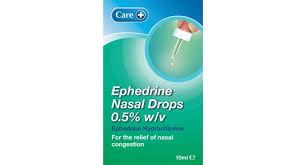 Care +
Ephedrine
Nasal Drops
0.5% w/v
Ephedrine Hydrochloride
For the relief of nasal
congestion
10ml e